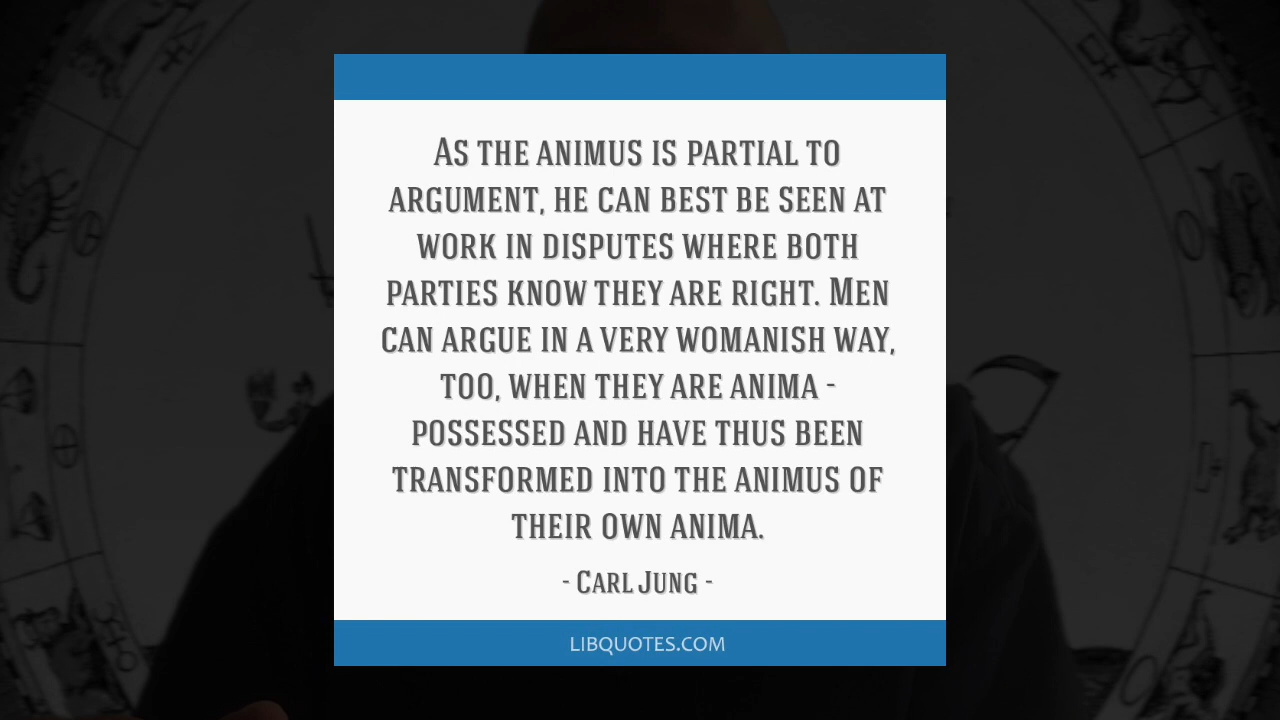 As the animus is partial to
argument, he can best be seen at
work in disputes where both
parties know they are right. Men
can argue in a very womanish way,
too, when they are anima -
possessed and have thus been
transformed into the animus of
their own anima.
- Carl Jung -
LIBQUOTES.COM